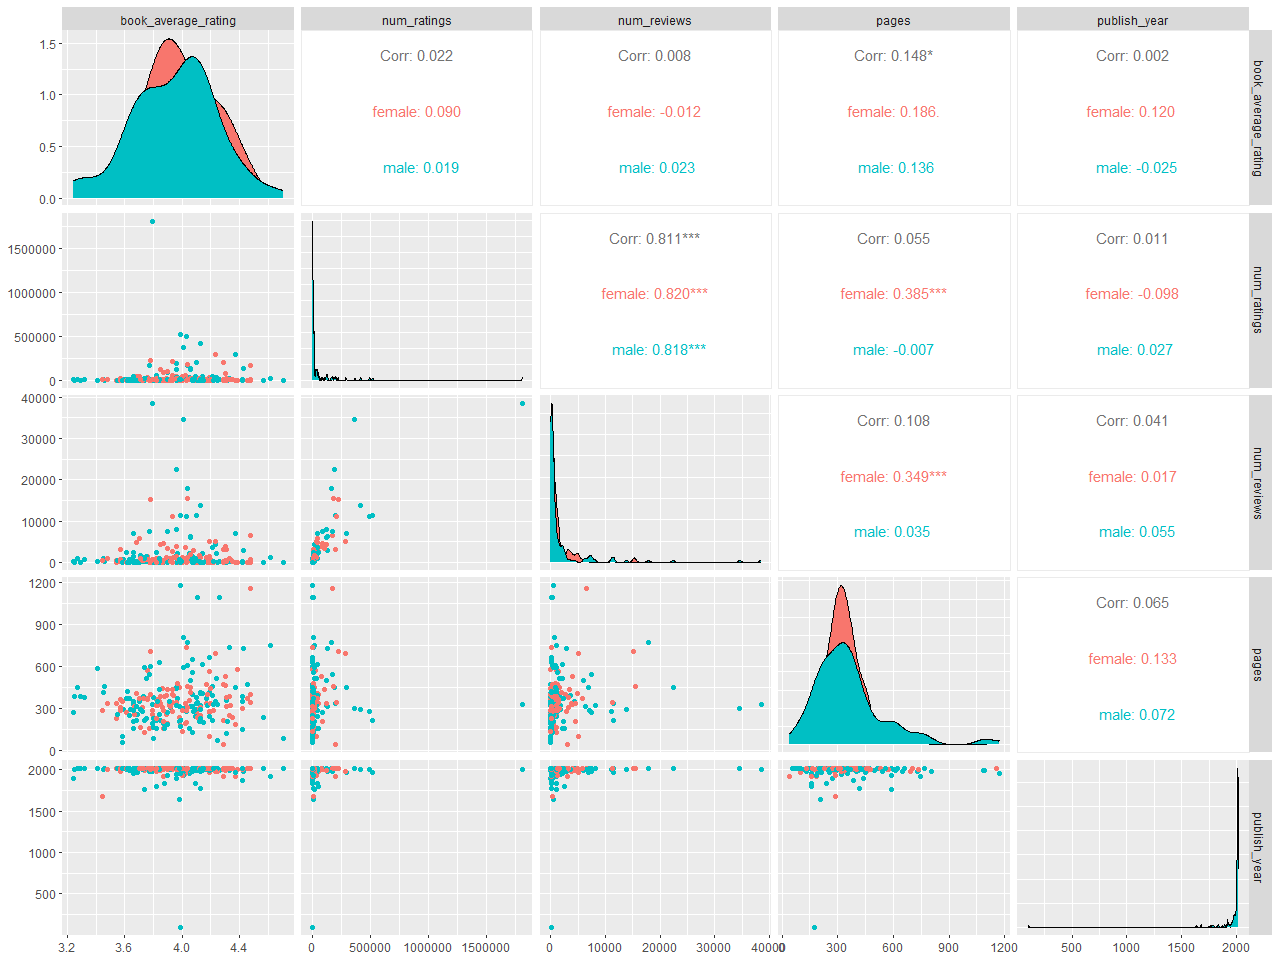 book_average_rating num_ratings num_reviews pages publish_year
1.5
1.0
0.5
0.0
Corr: 0.022
female: 0.090
male: 0.019
Corr: 0.008
female: -0.012
male: 0.023
Corr: 0.148*
female: 0.186.
male: 0.136
Corr: 0.002
female: 0.120
male: -0.025
book_average_rating
1500000
1000000
500000
0
Corr: 0.811***
female: 0.820***
male: 0.818***
Corr: 0.055
female: 0.385***
male: -0.007
Corr: 0.011
female: -0.098
male: 0.027
num_ratings
40000
30000
20000
10000
0
Corr: 0.108
female: 0.349***
male: 0.035
Corr: 0.041
female: 0.017
male: 0.055
num_reviews
1200
900
600
300
0
Corr: 0.065
female: 0.133
male: 0.072
pages
2000
1500
1000
500
publish_year
3.2 3.6 4.0 4.4
0 500000 1000000 1500000
0 10000 20000 30000 40000
0 300 600 900 1200
500 1000 1500 2000